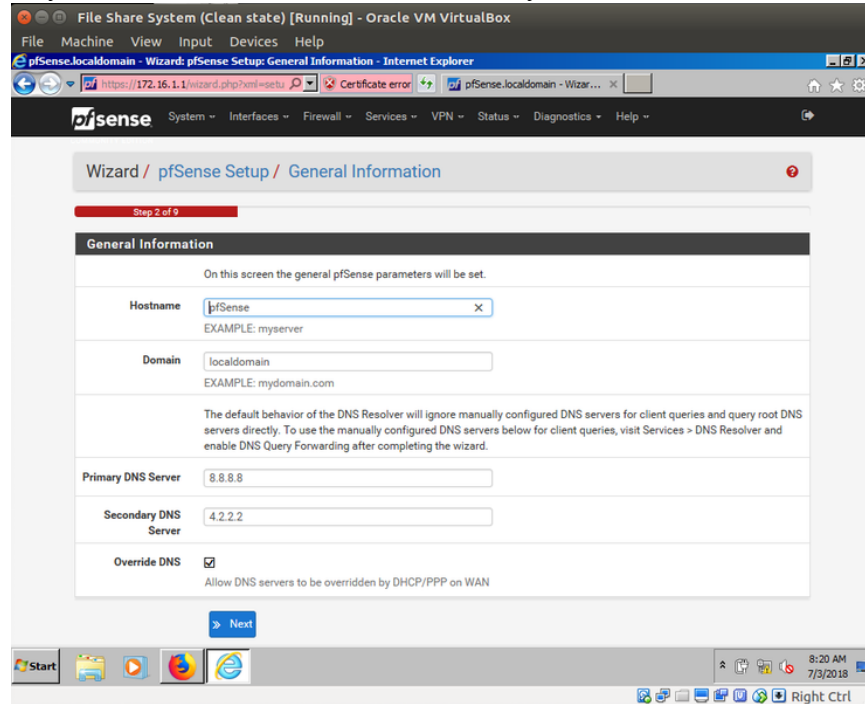 File Share System (Clean state) [Running] - Oracle VM VirtualBox
File Machine View Input Devices Help
pfSense.localdomain - Wizard: pfSense Setup: General Information - Internet Explorer
https://172.16.1.1/wizard.php?xml=setu Certificate error pfSense.localdomain - Wizar...
pfsense System Interfaces Firewall Services VPN Status Diagnostics Help
Wizard / pfSense Setup / General Information
Step 2 of 9
General Information
On this screen the general pfSense parameters will be set.
Hostname pfSense
EXAMPLE: myserver
Domain localdomain
EXAMPLE: mydomain.com
The default behavior of the DNS Resolver will ignore manually configured DNS servers for client queries and query root DNS
servers directly. To use the manually configured DNS servers below for client queries, visit Services > DNS Resolver and
enable DNS Query Forwarding after completing the wizard.
Primary DNS Server 8.8.8.8
Secondary DNS
Server 4.2.2.2
Override DNS
Allow DNS servers to be overridden by DHCP/PPP on WAN
» Next
Start 8:20 AM
7/3/2018
Right Ctrl